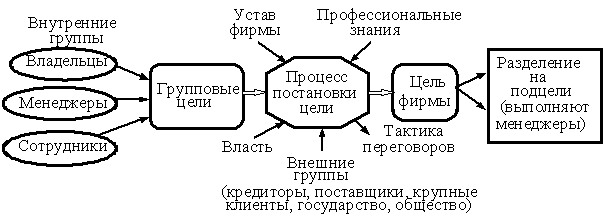 Внутренние
группы
Владельцы
Менеджеры
Сотрудники
Групповые
цели
Устав
фирмы
Профессиональные
знания
Процесс
постановки
цели
Власть
Внешние
группы
(кредиторы, поставщики, крупные
клиенты, государство, общество)
Тактика
переговоров
Цель
фирмы
Разделение
на
подцели
(выполняют
менеджеры)